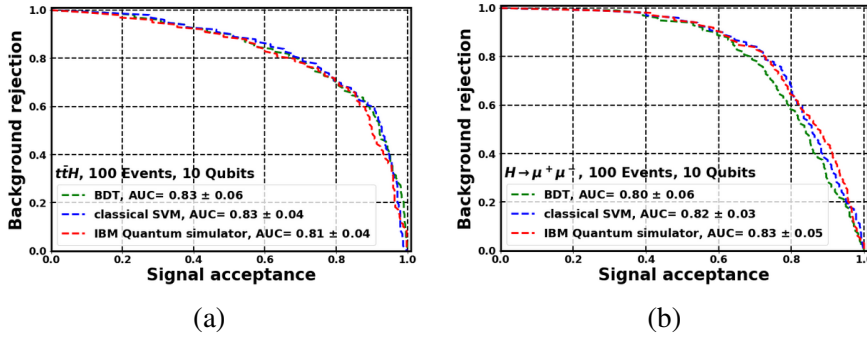 1.0
0.8
0.6
0.4
0.2
0.0
Background rejection
tt̄H, 100 Events, 10 Qubits
BDT, AUC= 0.83 ± 0.06
classical SVM, AUC= 0.83 ± 0.04
IBM Quantum simulator, AUC= 0.81 ± 0.04
0.0 0.2 0.4 0.6 0.8 1.0
Signal acceptance
(a)
1.0
0.8
0.6
0.4
0.2
0.0
Background rejection
H → μ⁺μ⁻, 100 Events, 10 Qubits
BDT, AUC= 0.80 ± 0.06
classical SVM, AUC= 0.82 ± 0.03
IBM Quantum simulator, AUC= 0.83 ± 0.05
0.0 0.2 0.4 0.6 0.8 1.0
Signal acceptance
(b)